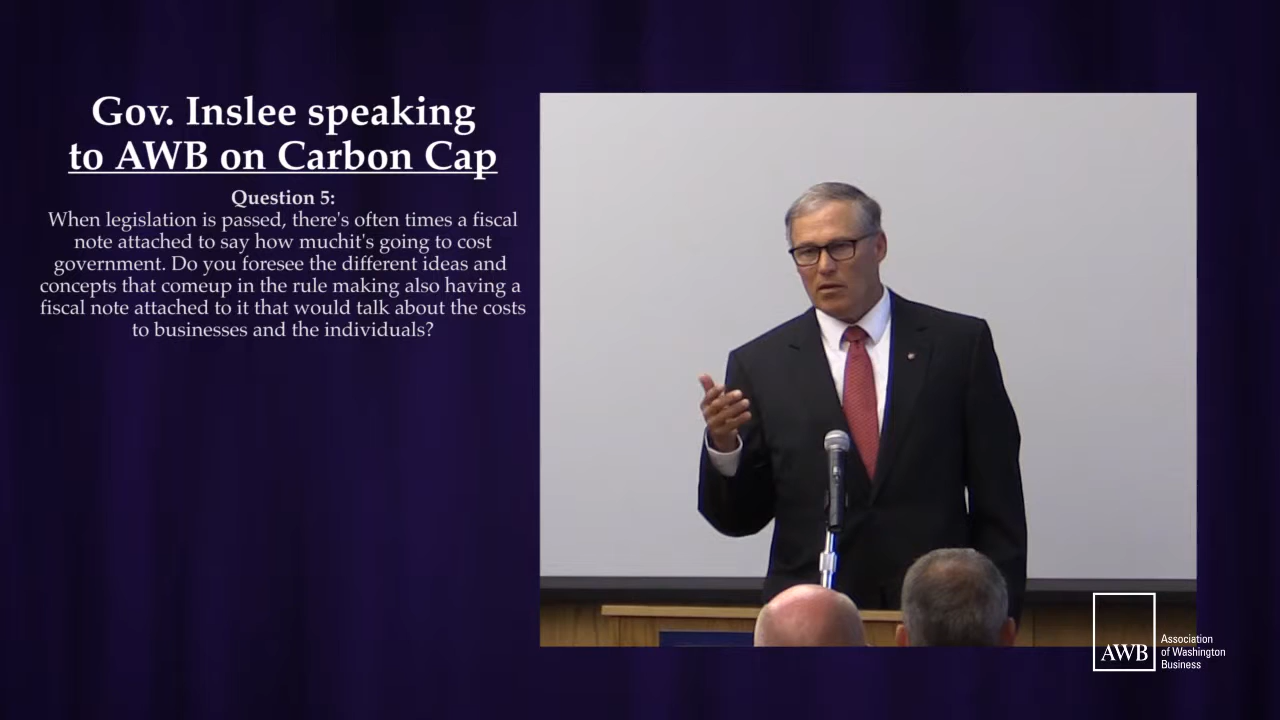 Gov. Inslee speaking
to AWB on Carbon Cap
Question 5:
When legislation is passed, there's often times a fiscal
note attached to say how muchit's going to cost
government. Do you foresee the different ideas and
concepts that comeup in the rule making also having a
fiscal note attached to it that would talk about the costs
to businesses and the individuals?
AWB
Association
of Washington
Business